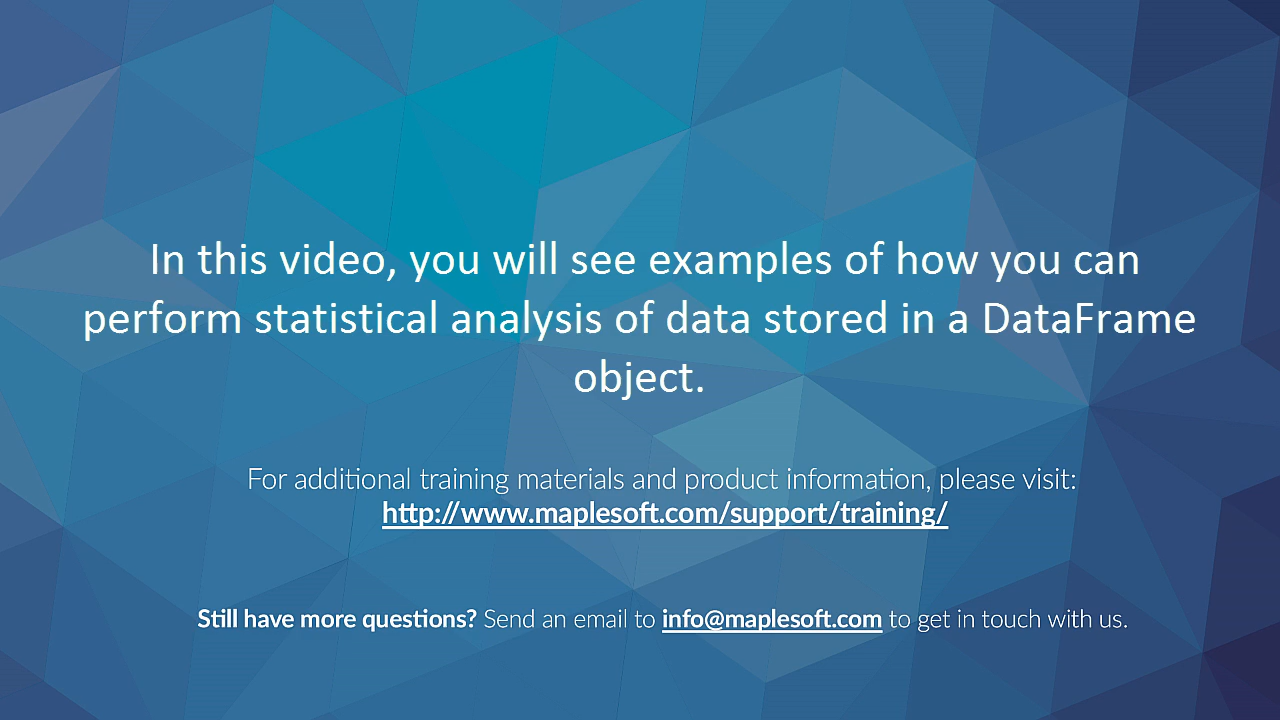 In this video, you will see examples of how you can
perform statistical analysis of data stored in a DataFrame
object.
For additional training materials and product information, please visit:
http://www.maplesoft.com/support/training/
Still have more questions? Send an email to info@maplesoft.com to get in touch with us.